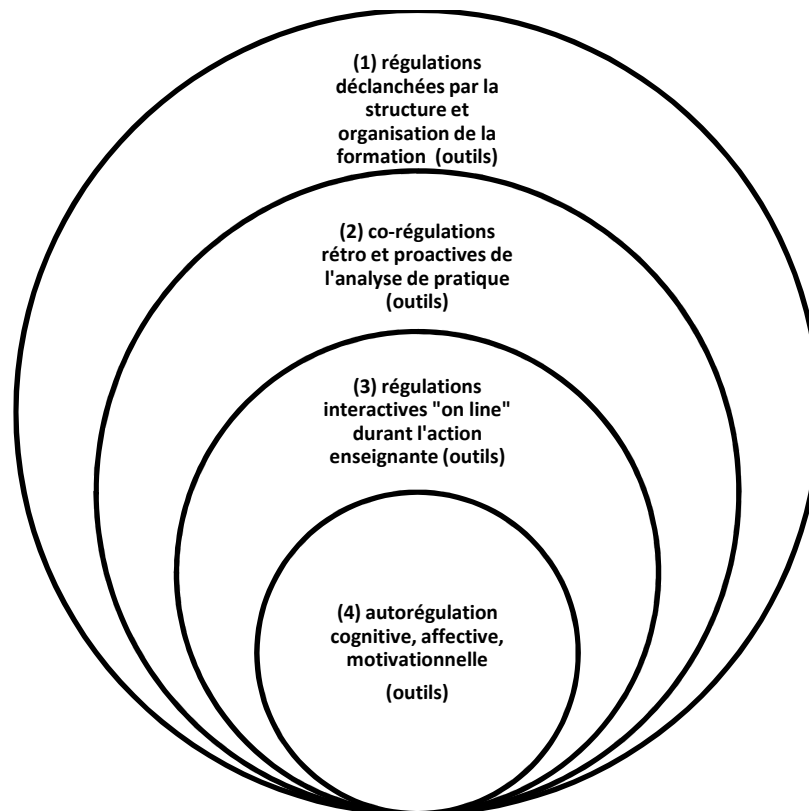 (1) régulations
déclanchées par la
structure et
organisation de la
formation (outils)
(2) co-régulations
rétro et proactives de
l'analyse de pratique
(outils)
(3) régulations
interactives "on line"
durant l'action
enseignante (outils)
(4) autorégulation
cognitive, affective,
motivationnelle
(outils)